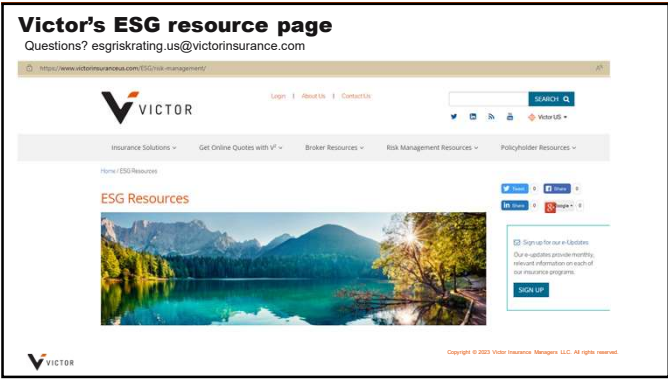 Victor's ESG resource page
Questions? esgriskrating.us@victorinsurance.com
https://www.victorinsuranceus.com/ESG/risk-management/
VICTOR
Login | About Us | Contact Us
SEARCH
Victor US
Insurance Solutions Get Online Quotes with V² Broker Resources Risk Management Resources Policyholder Resources
Home / ESG Resources
ESG Resources
Tweet 0 Share 0
in Share 0 0
Sign up for our e-Updates
Our e-updates provide monthly,
relevant information on each of
our insurance programs.
SIGN UP
VICTOR
Copyright © 2023 Victor Insurance Managers LLC. All rights reserved.